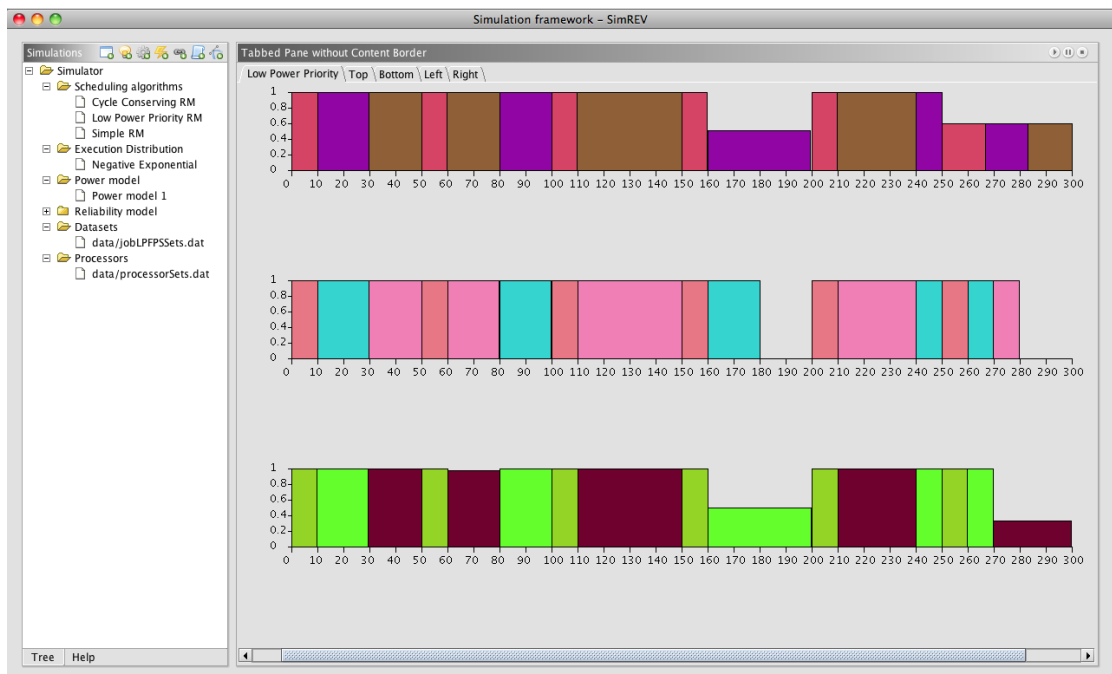 Simulation framework – SimREV
Simulations
Tabbed Pane without Content Border
Simulator
Scheduling algorithms
Cycle Conserving RM
Low Power Priority RM
Simple RM
Execution Distribution
Negative Exponential
Power model
Power model 1
Reliability model
Datasets
data/jobLPFPSSets.dat
Processors
data/processorSets.dat
Tree Help
Low Power Priority Top Bottom Left Right
1
0.8
0.6
0.4
0.2
0
0 10 20 30 40 50 60 70 80 90 100 110 120 130 140 150 160 170 180 190 200 210 220 230 240 250 260 270 280 290 300
1
0.8
0.6
0.4
0.2
0
0 10 20 30 40 50 60 70 80 90 100 110 120 130 140 150 160 170 180 190 200 210 220 230 240 250 260 270 280 290 300
1
0.8
0.6
0.4
0.2
0
0 10 20 30 40 50 60 70 80 90 100 110 120 130 140 150 160 170 180 190 200 210 220 230 240 250 260 270 280 290 300